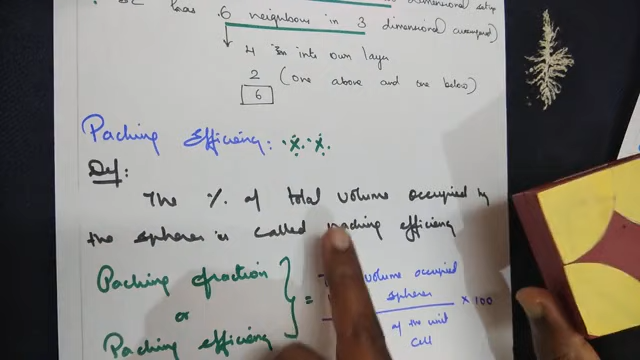 SC has 6 neighbours in 3 dimensional arrangement
4 in into own layer
2 (one above and one below)
6
Packing Efficiency:
Def:
The % of total volume occupied by
the spheres is called packing efficiency
Packing fraction
or
Packing efficiency
= volume occupied
spheres
× 100
of the unit
cell